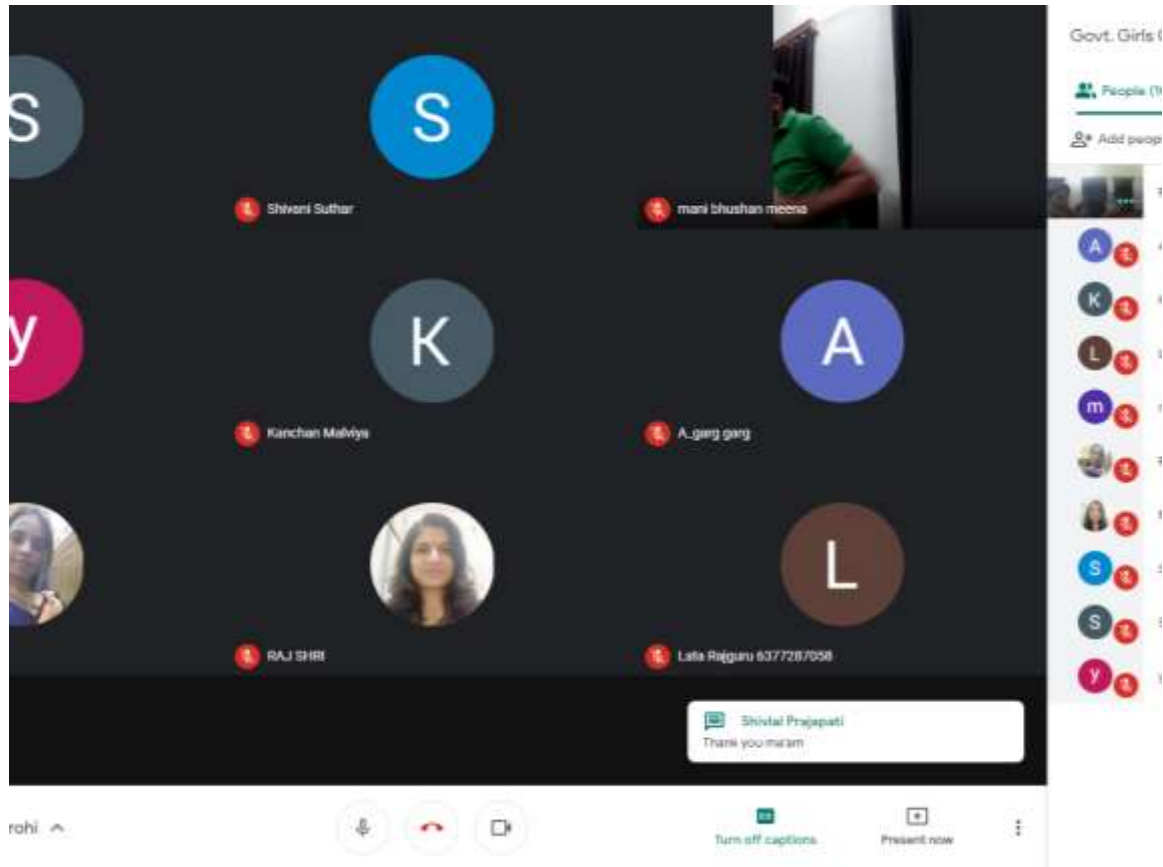 Govt. Girls
People
Add peop
S
S
Shivani Suthar
mani bhushan meena
y
K
A
Kanchan Malviya
A_garg garg
L
RAJ SHRI
Lata Rajguru 6377287058
A
K
L
m
S
S
y
Shivlal Prajapati
Thank you ma'am
rohi
Turn off captions
Present now